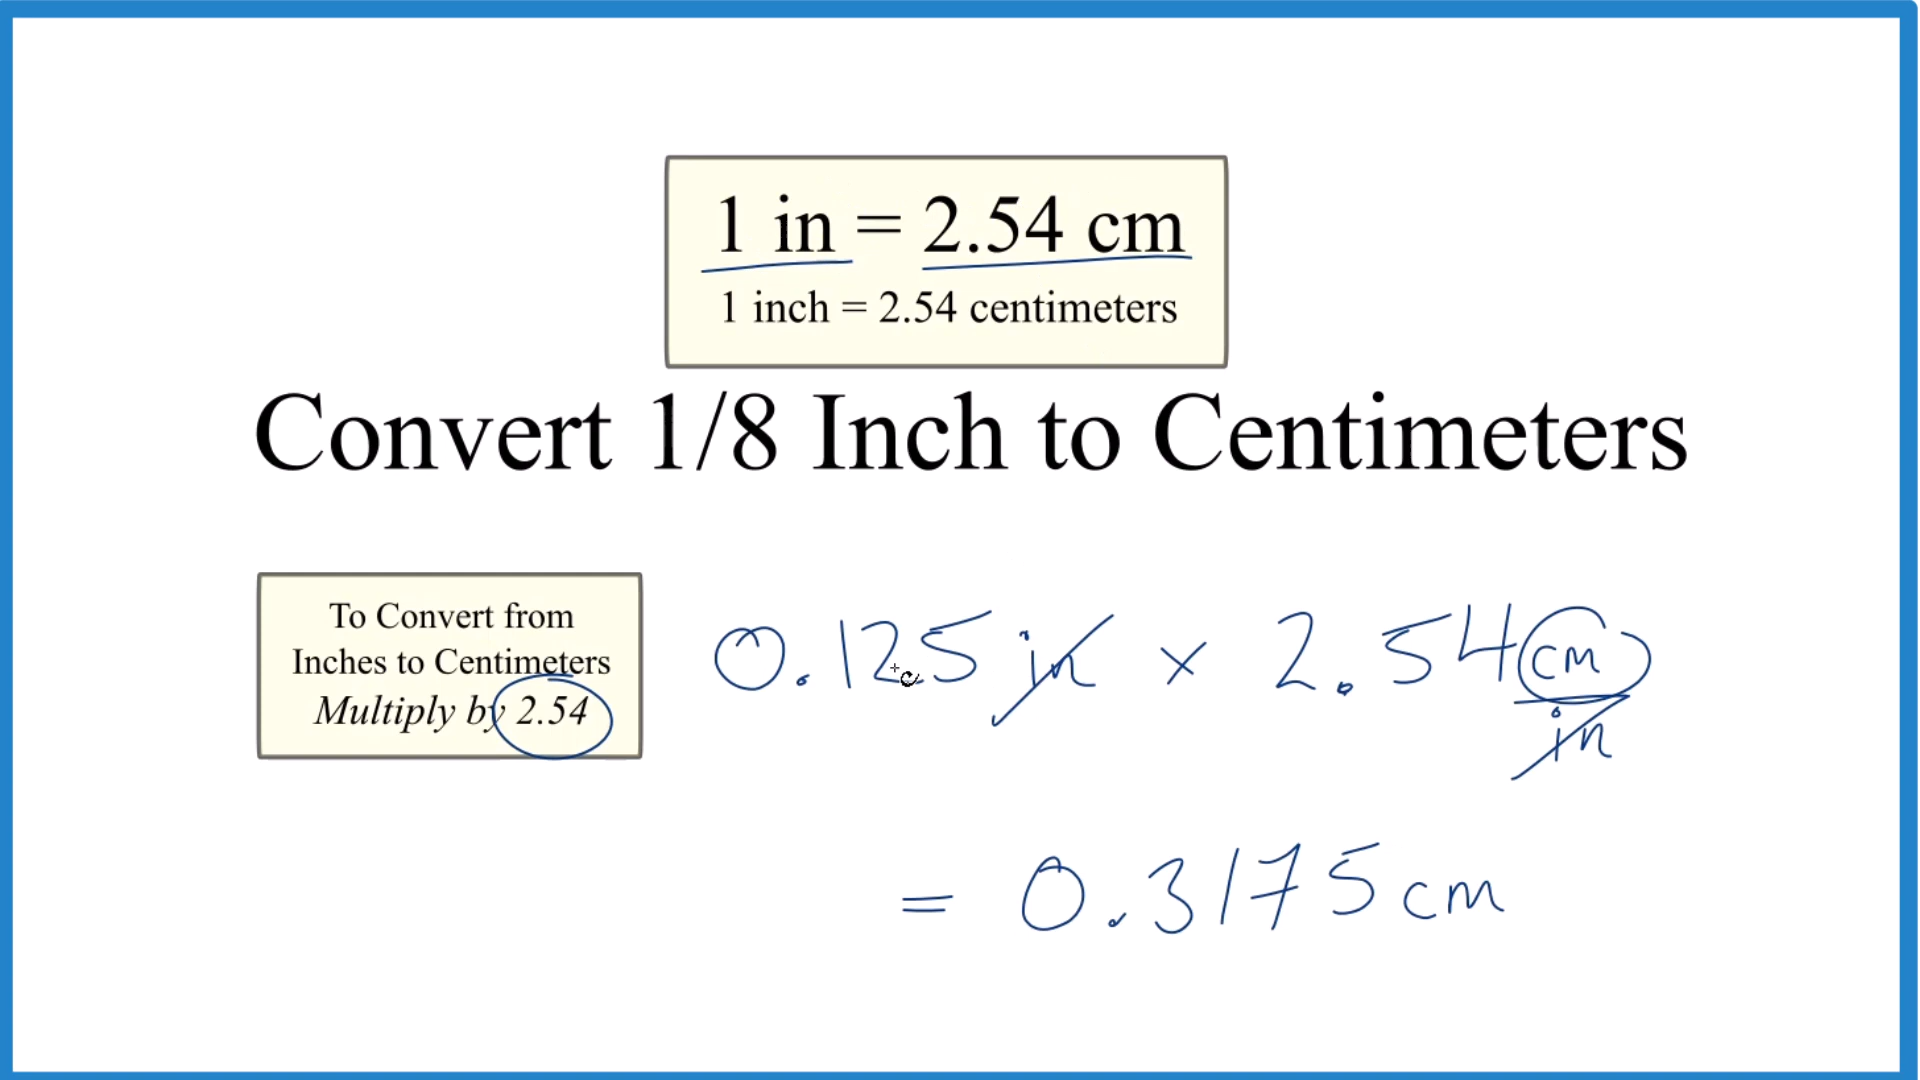 1 in = 2.54 cm
1 inch = 2.54 centimeters
Convert 1/8 Inch to Centimeters
To Convert from
Inches to Centimeters
Multiply by 2.54
0.125 in × 2.54 cm
in
= 0.3175 cm